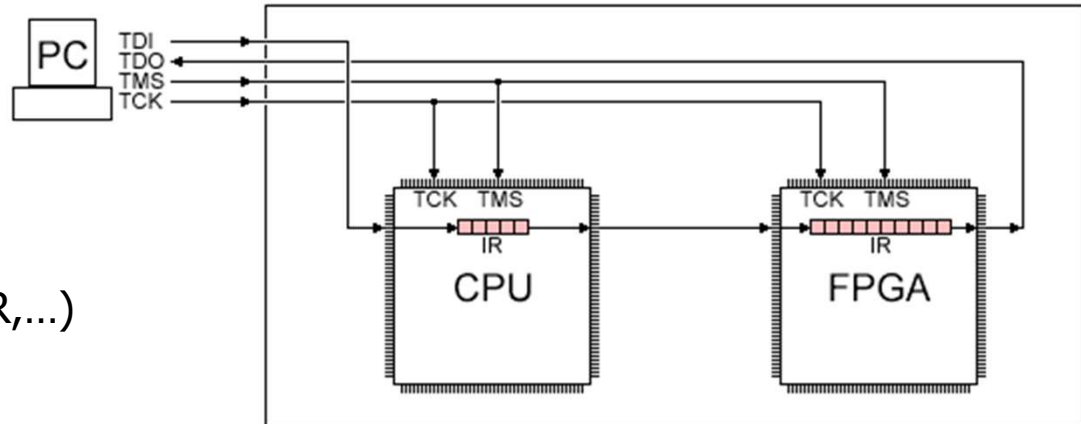 PC
TDI
TDO
TMS
TCK
TCK TMS
IR
CPU
TCK TMS
IR
FPGA
R,...)